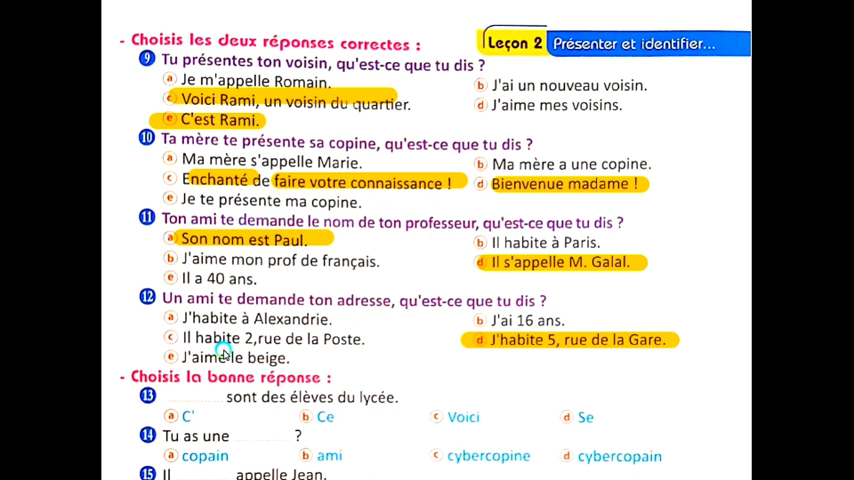 Leçon 2 Présenter et identifier...
- Choisis les deux réponses correctes :
9 Tu présentes ton voisin, qu'est-ce que tu dis ?
a Je m'appelle Romain. b J'ai un nouveau voisin.
c Voici Rami, un voisin du quartier. d J'aime mes voisins.
e C'est Rami.
10 Ta mère te présente sa copine, qu'est-ce que tu dis ?
a Ma mère s'appelle Marie. b Ma mère a une copine.
c Enchanté de faire votre connaissance ! d Bienvenue madame !
e Je te présente ma copine.
11 Ton ami te demande le nom de ton professeur, qu'est-ce que tu dis ?
a Son nom est Paul. b Il habite à Paris.
b J'aime mon prof de français. d Il s'appelle M. Galal.
e Il a 40 ans.
12 Un ami te demande ton adresse, qu'est-ce que tu dis ?
a J'habite à Alexandrie. b J'ai 16 ans.
c Il habite 2,rue de la Poste. d J'habite 5, rue de la Gare.
e J'aime le beige.
- Choisis la bonne réponse :
13 ............ sont des élèves du lycée.
a C' b Ce c Voici d Se
14 Tu as une ............ ?
a copain b ami c cybercopine d cybercopain
15 Il ............ appelle Jean.